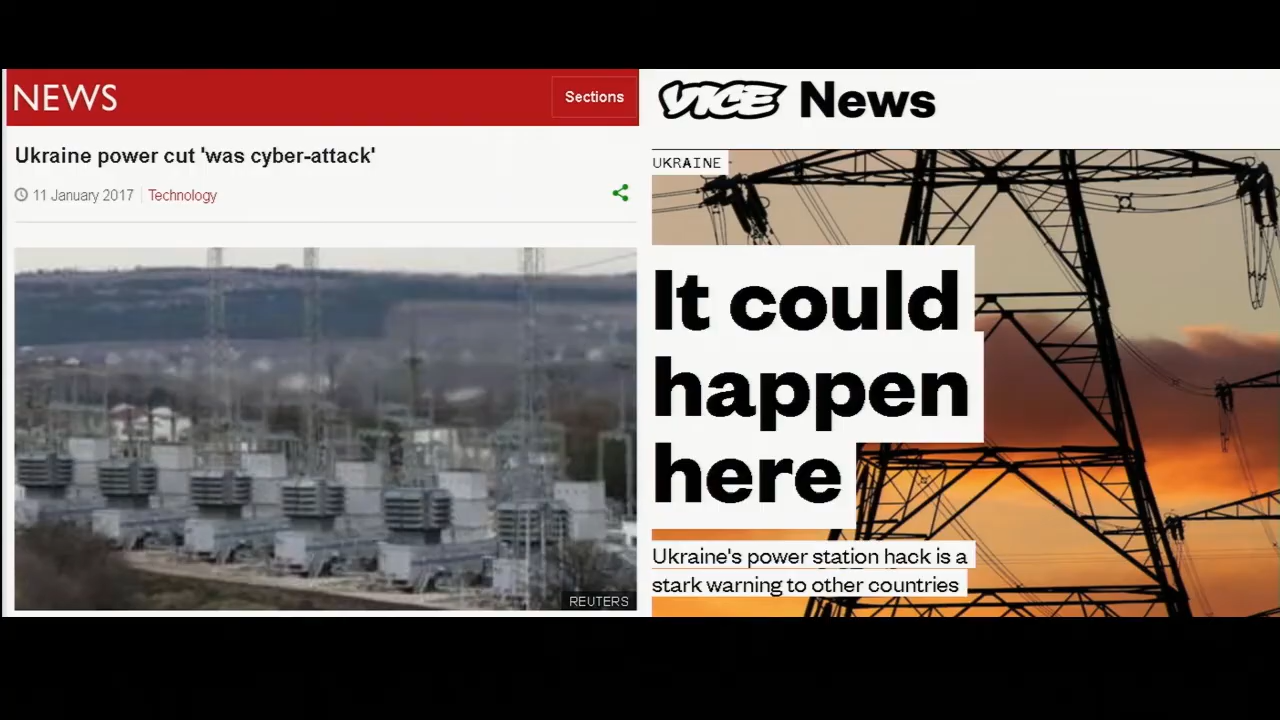 NEWS
Sections
Ukraine power cut 'was cyber-attack'
11 January 2017
Technology
REUTERS
VICE News
UKRAINE
It could
happen
here
Ukraine's power station hack is a
stark warning to other countries